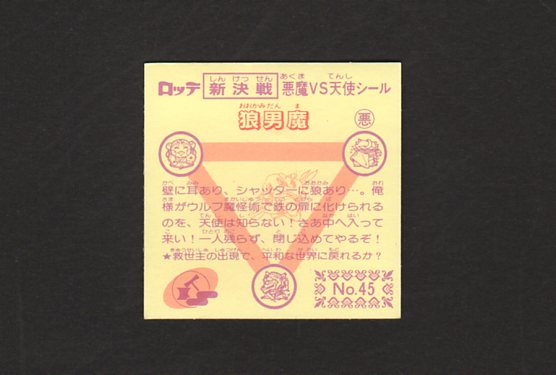 ロッテ 新決戦 悪魔VS天使シール
狼男魔
悪
壁に耳あり、シャッターに狼あり…。俺
様がウルフ魔怪術で鉄の扉に化けられる
のを、天使は知らない！さあ中へ入って
来い！一人残らず、閉じ込めてやるぞ！
★救世主の出現で、平和な世界に戻れるか？
No.45